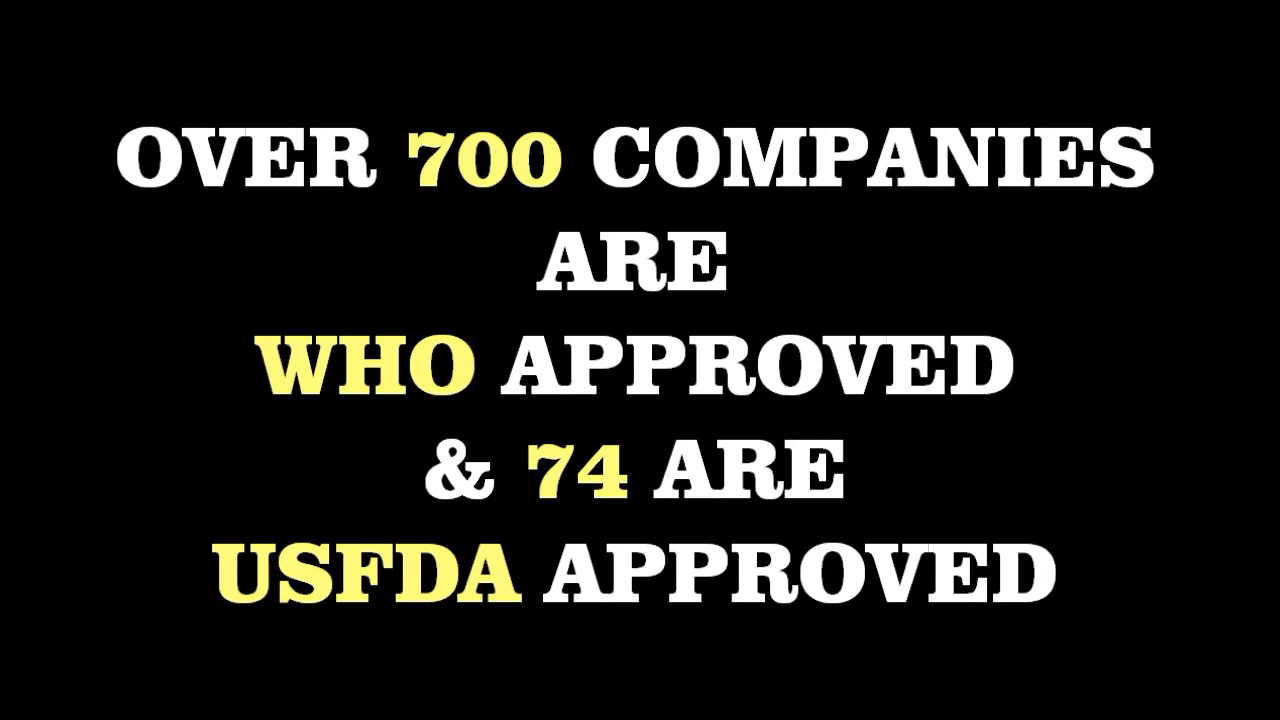 OVER 700 COMPANIES
ARE
WHO APPROVED
& 74 ARE
USFDA APPROVED